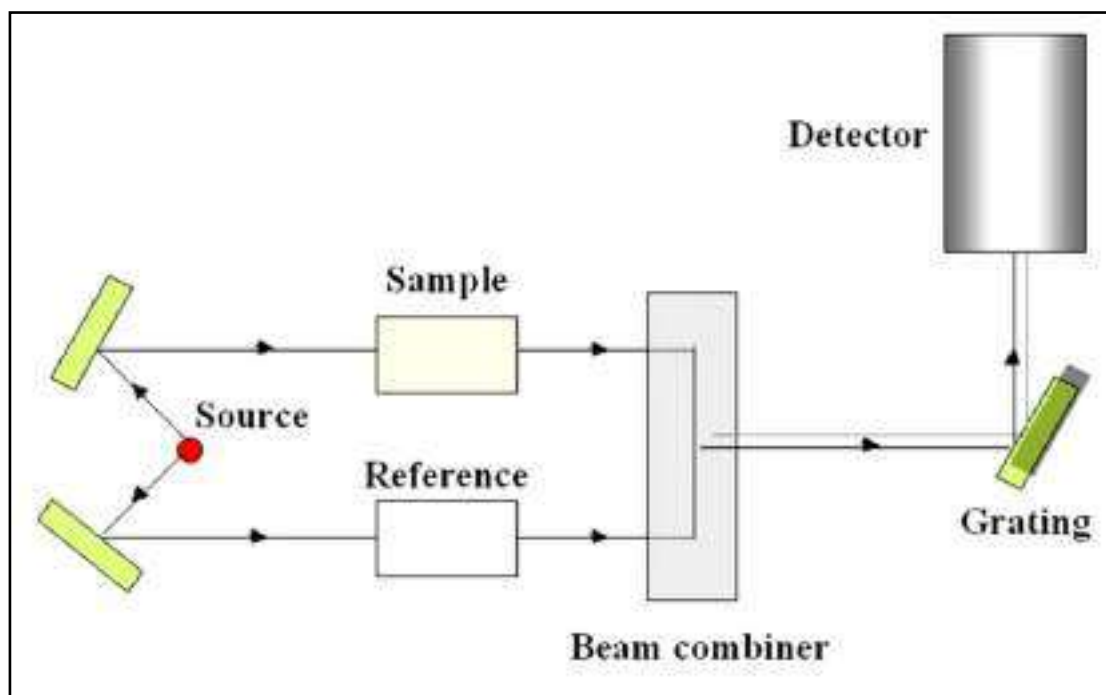 Detector
Sample
Source
Reference
Grating
Beam combiner